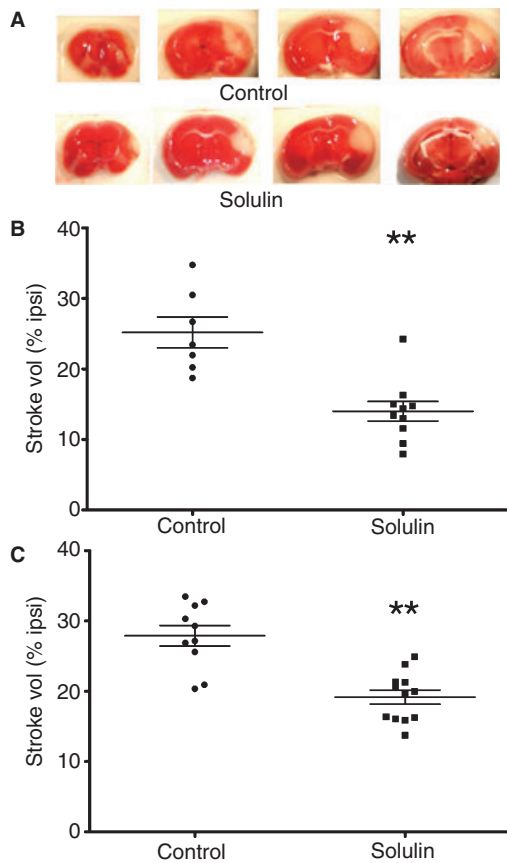 A
Control
Solulin
B
Stroke vol (% ipsi)
40
30
20
10
0
**
Control
Solulin
C
Stroke vol (% ipsi)
40
30
20
10
0
**
Control
Solulin